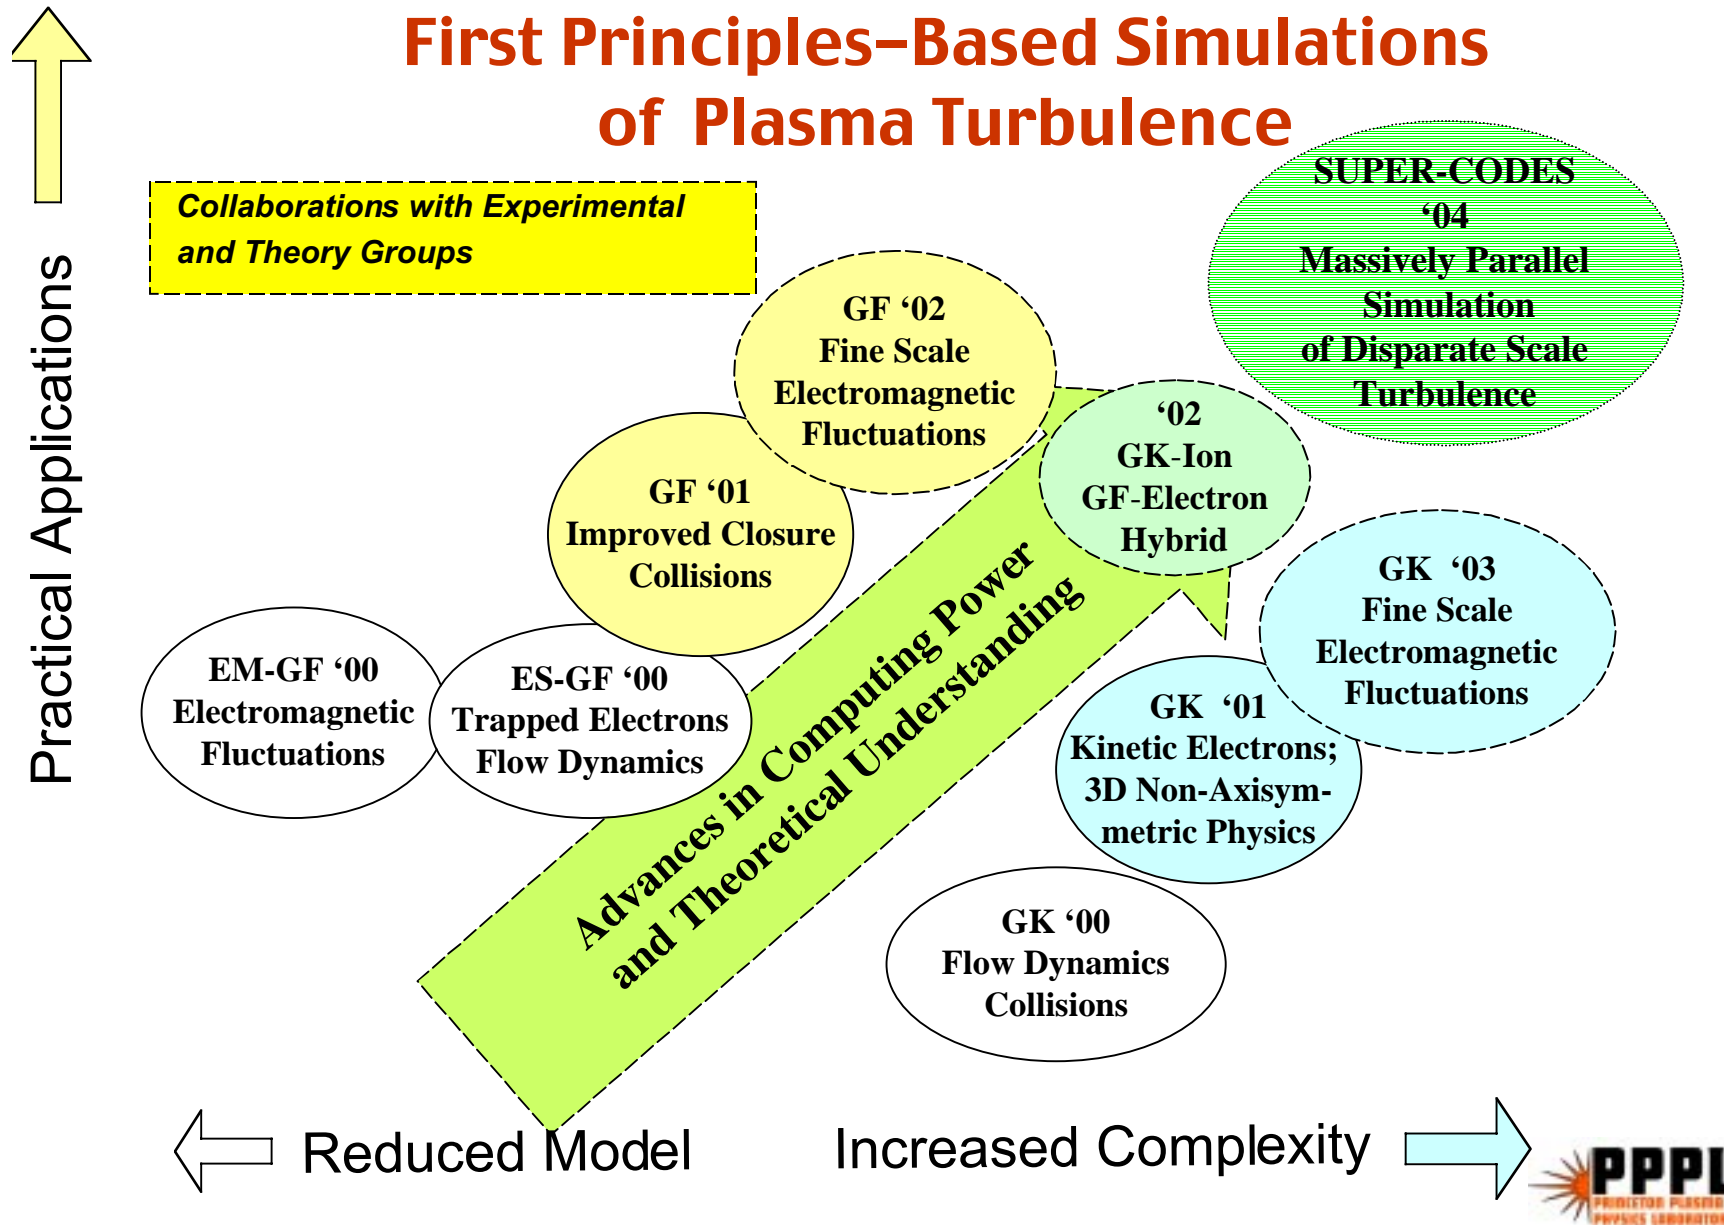 First Principles–Based Simulations
of Plasma Turbulence
Collaborations with Experimental
and Theory Groups
Practical Applications
SUPER-CODES
‘04
Massively Parallel
Simulation
of Disparate Scale
Turbulence
GF ‘02
Fine Scale
Electromagnetic
Fluctuations
‘02
GK-Ion
GF-Electron
Hybrid
GF ‘01
Improved Closure
Collisions
GK ‘03
Fine Scale
Electromagnetic
Fluctuations
EM-GF ‘00
Electromagnetic
Fluctuations
ES-GF ‘00
Trapped Electrons
Flow Dynamics
Advances in Computing Power
and Theoretical Understanding
GK ‘01
Kinetic Electrons;
3D Non-Axisym-
metric Physics
GK ‘00
Flow Dynamics
Collisions
Reduced Model
Increased Complexity
PPPL
PRINCETON PLASMA
PHYSICS LABORATORY